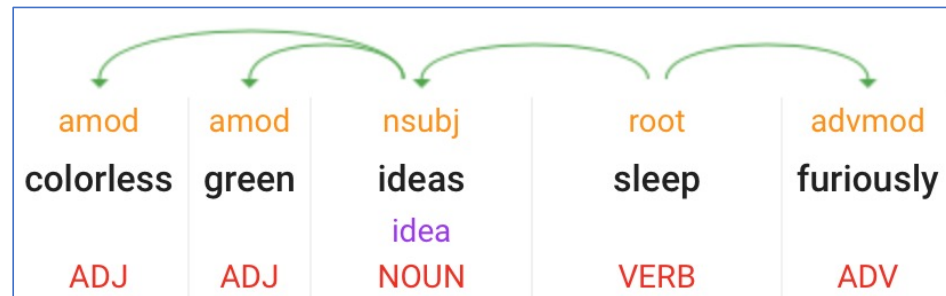 amod amod nsubj root advmod
colorless green ideas sleep furiously
idea
ADJ ADJ NOUN VERB ADV